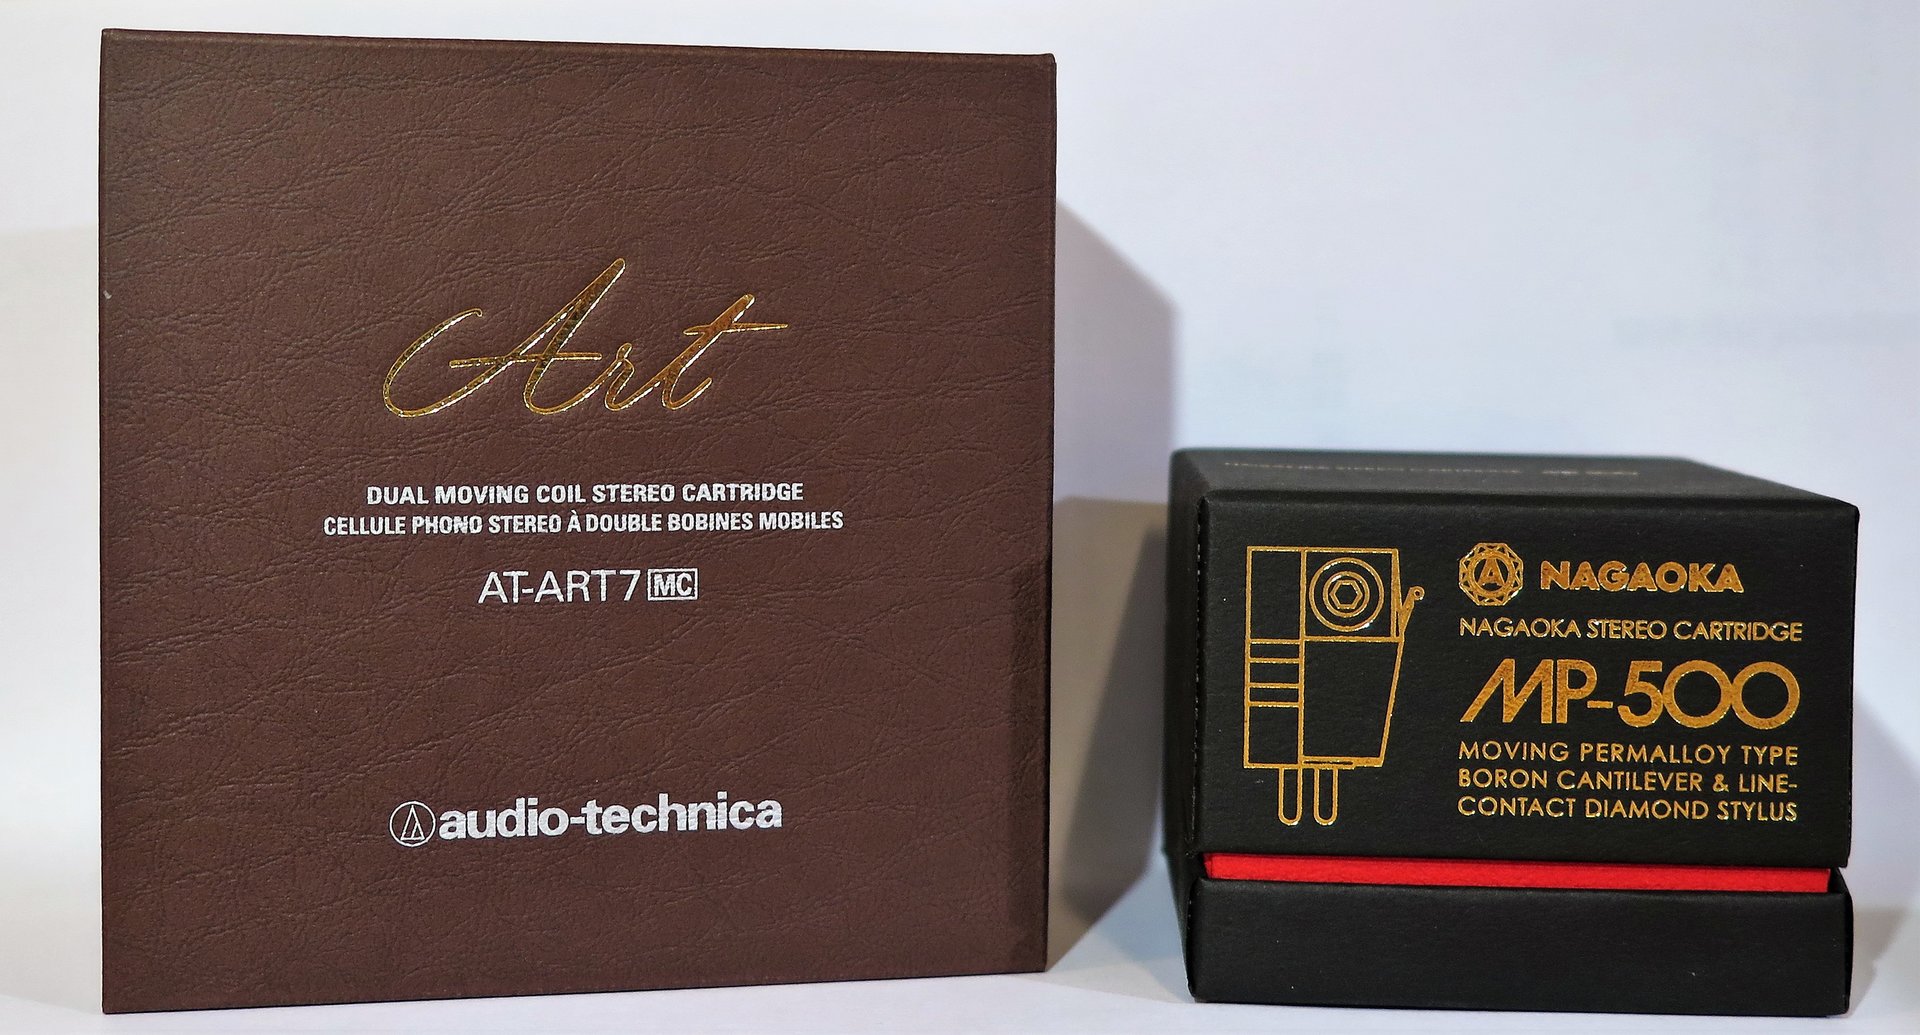 Art
DUAL MOVING COIL STEREO CARTRIDGE
CELLULE PHONO STEREO À DOUBLE BOBINES MOBILES
AT-ART7 MC
audio-technica
NAGAOKA
NAGAOKA STEREO CARTRIDGE
MP-500
MOVING PERMALLOY TYPE
BORON CANTILEVER & LINE-
CONTACT DIAMOND STYLUS